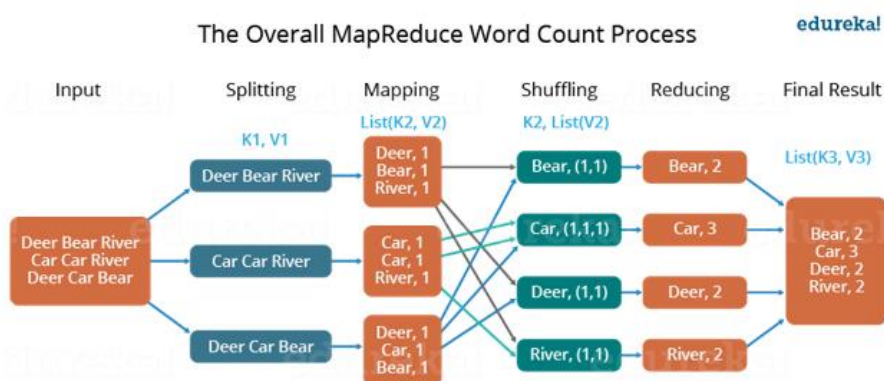 edureka!
The Overall MapReduce Word Count Process
Input
Splitting
Mapping
Shuffling
Reducing
Final Result
K1, V1
List(K2, V2)
K2, List(V2)
List(K3, V3)
Deer Bear River
Car Car River
Deer Car Bear
Deer Bear River
Car Car River
Deer Car Bear
Deer, 1
Bear, 1
River, 1
Car, 1
Car, 1
River, 1
Deer, 1
Car, 1
Bear, 1
Bear, (1,1)
Car, (1,1,1)
Deer, (1,1)
River, (1,1)
Bear, 2
Car, 3
Deer, 2
River, 2
Bear, 2
Car, 3
Deer, 2
River, 2